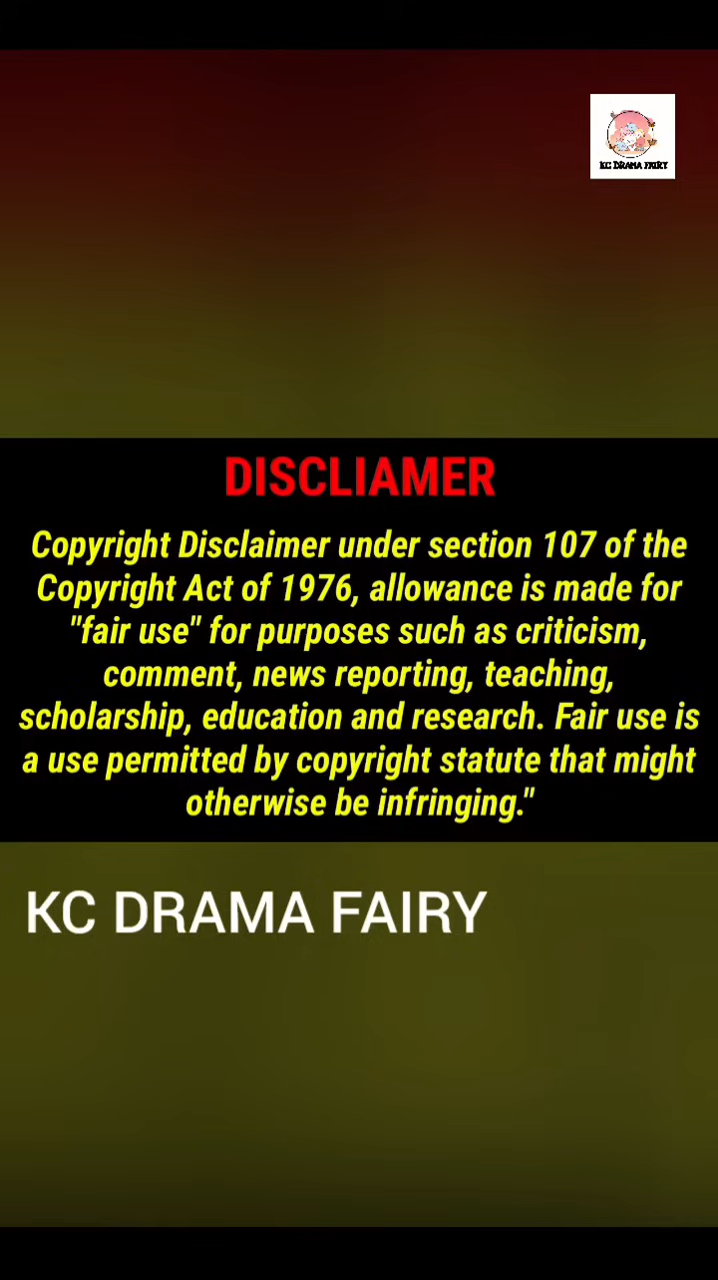 KC DRAMA FAIRY
DISCLIAMER
Copyright Disclaimer under section 107 of the
Copyright Act of 1976, allowance is made for
"fair use" for purposes such as criticism,
comment, news reporting, teaching,
scholarship, education and research. Fair use is
a use permitted by copyright statute that might
otherwise be infringing."
KC DRAMA FAIRY